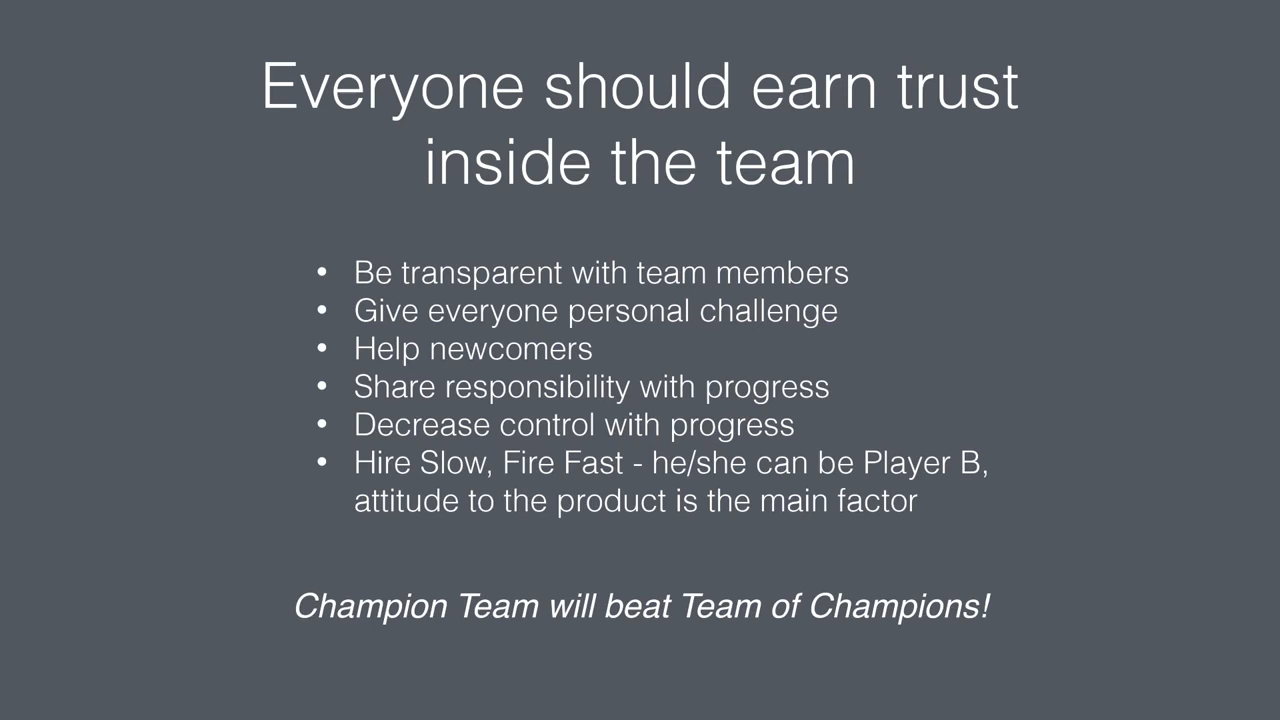 Everyone should earn trust
inside the team
• Be transparent with team members
• Give everyone personal challenge
• Help newcomers
• Share responsibility with progress
• Decrease control with progress
• Hire Slow, Fire Fast - he/she can be Player B,
attitude to the product is the main factor
Champion Team will beat Team of Champions!